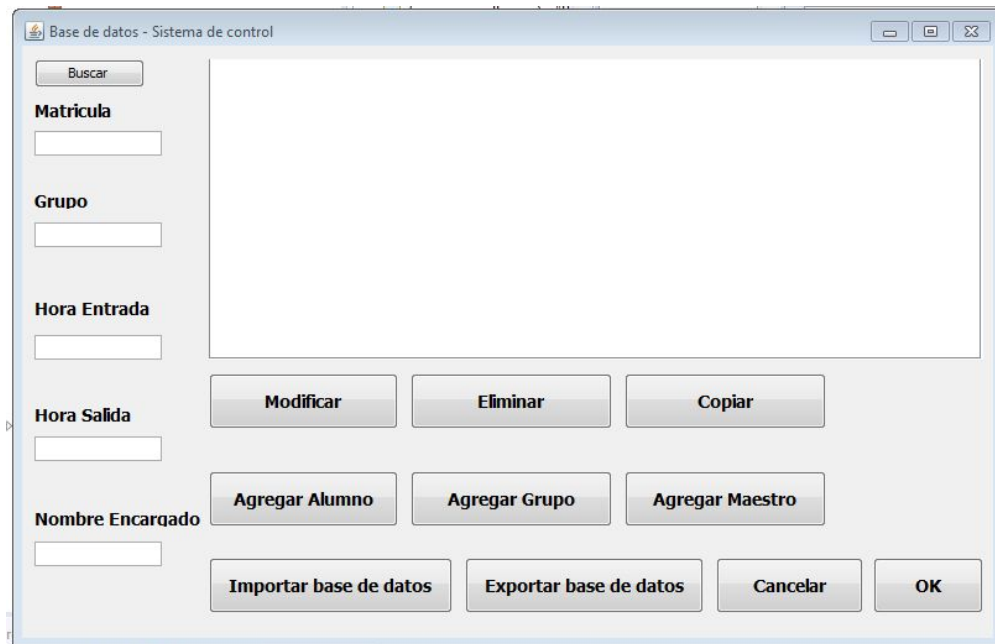 Base de datos - Sistema de control
Buscar
Matricula
Grupo
Hora Entrada
Hora Salida
Nombre Encargado
Modificar
Eliminar
Copiar
Agregar Alumno
Agregar Grupo
Agregar Maestro
Importar base de datos
Exportar base de datos
Cancelar
OK